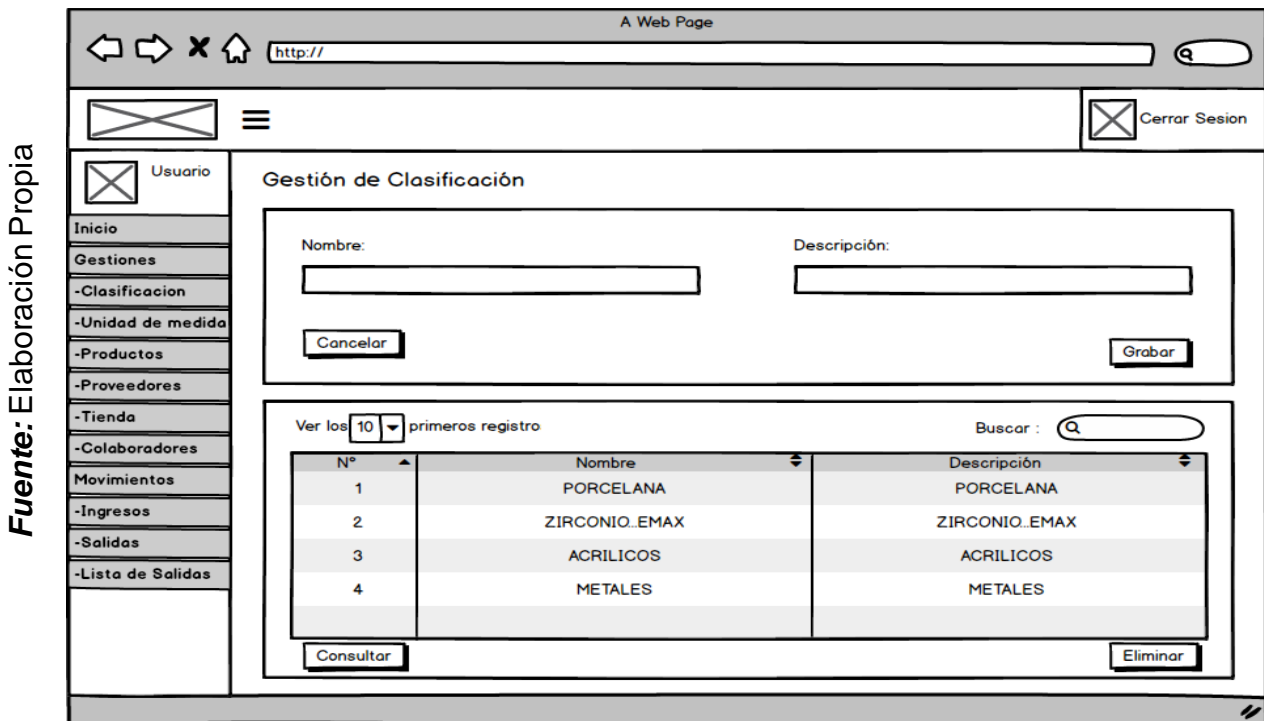 Fuente: Elaboración Propia
A Web Page
http://
Cerrar Sesion
Usuario
Inicio
Gestiones
-Clasificacion
-Unidad de medida
-Productos
-Proveedores
-Tienda
-Colaboradores
Movimientos
-Ingresos
-Salidas
-Lista de Salidas
Gestión de Clasificación
Nombre: Descripción:
Cancelar Grabar
Ver los 10 primeros registro Buscar :
N° Nombre Descripción
1 PORCELANA PORCELANA
2 ZIRCONIO...EMAX ZIRCONIO...EMAX
3 ACRILICOS ACRILICOS
4 METALES METALES
Consultar Eliminar